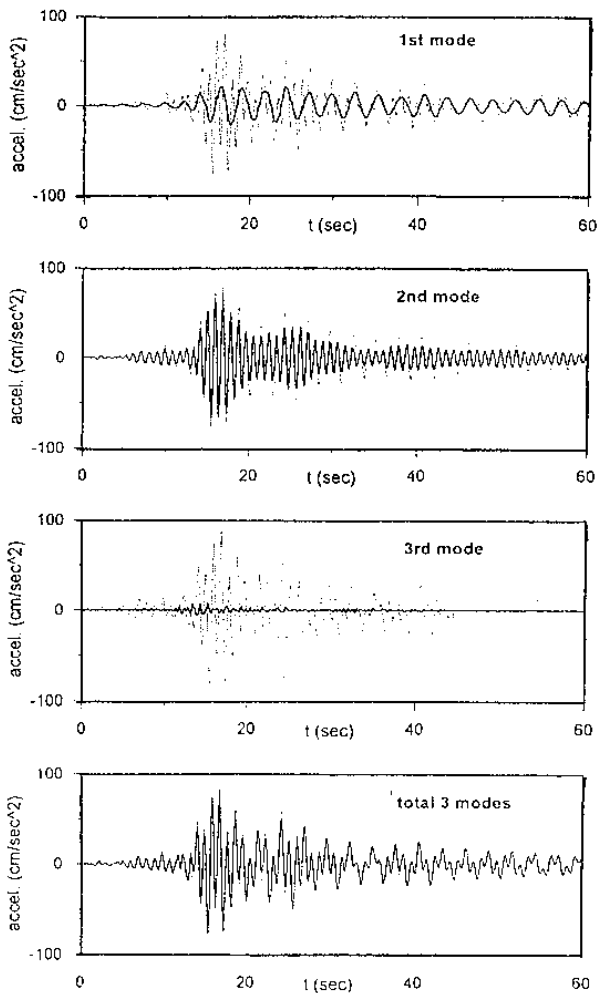 100
1st mode
accel. (cm/sec^2)
0
-100
0 20 40 60
t (sec)
100
2nd mode
accel. (cm/sec^2)
0
-100
0 20 40 60
t (sec)
100
3rd mode
accel. (cm/sec^2)
0
-100
0 20 40 60
t (sec)
100
total 3 modes
accel. (cm/sec^2)
0
-100
0 20 40 60
t (sec)